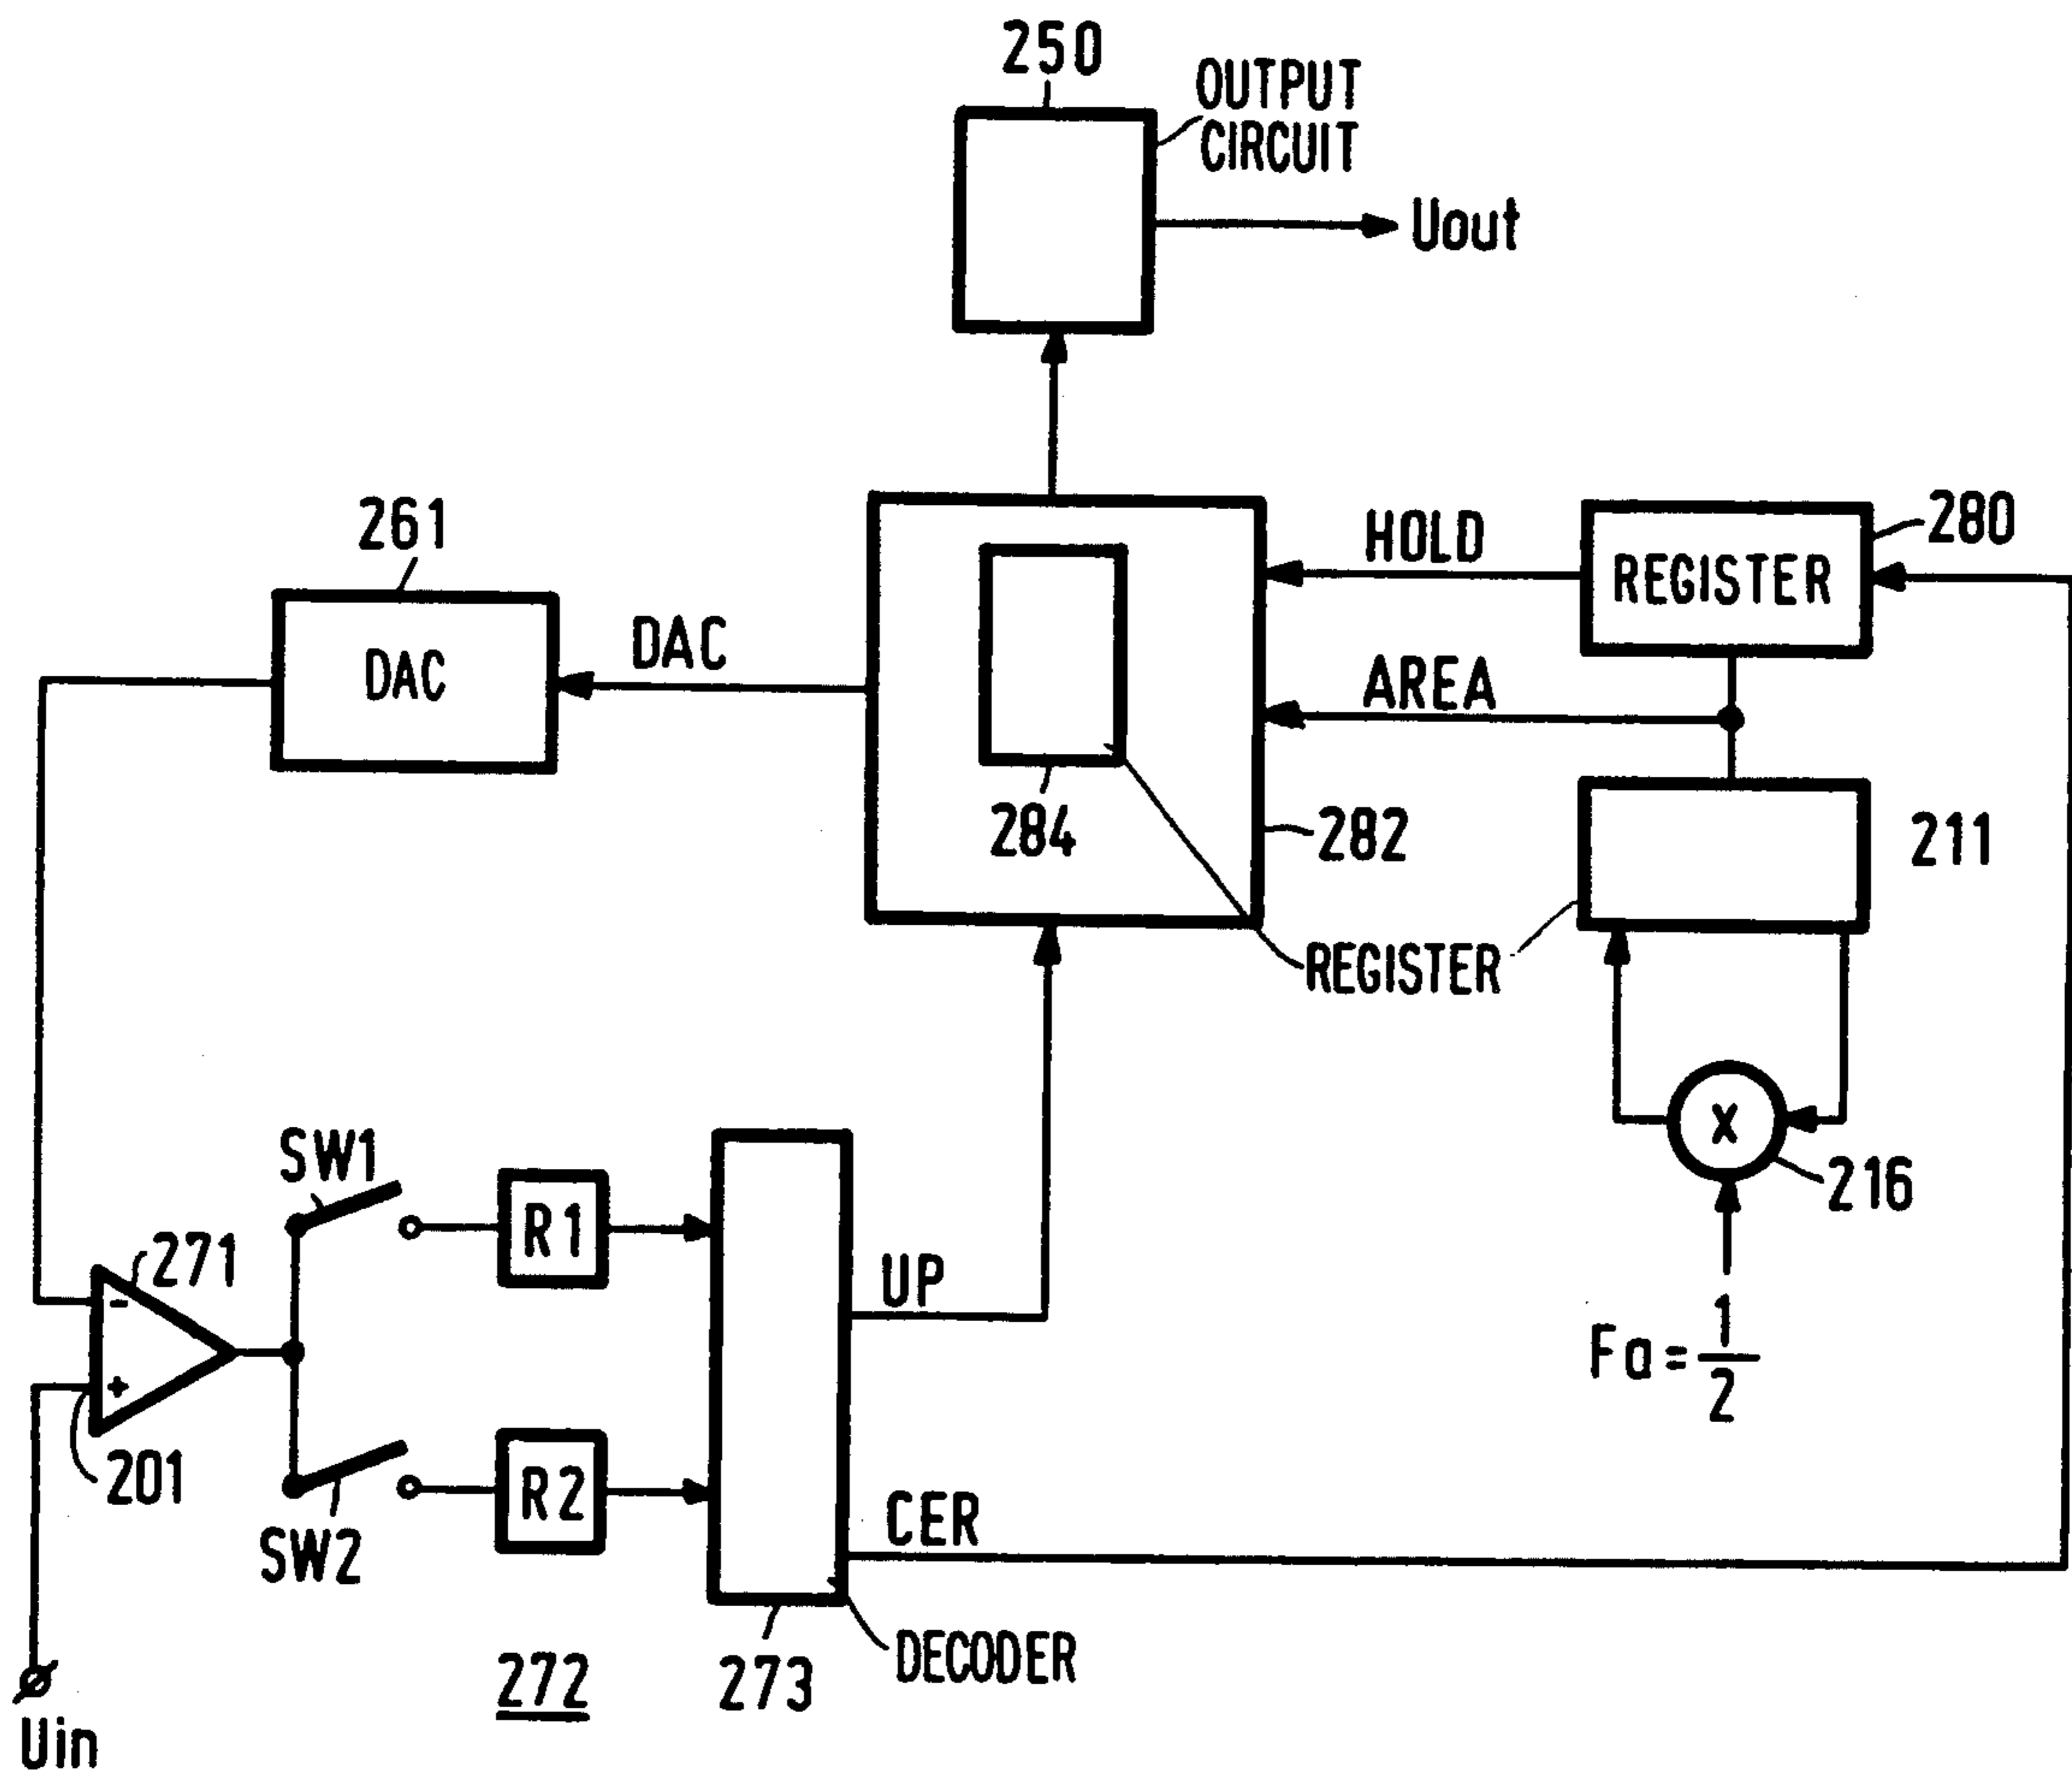 250
OUTPUT
CIRCUIT
Uout
261
DAC
DAC
HOLD
REGISTER
280
AREA
284
282
211
REGISTER
X
216
Fa = 1/2
SW1
R1
271
-
+
201
UP
SW2
R2
CER
DECODER
272
273
Uin